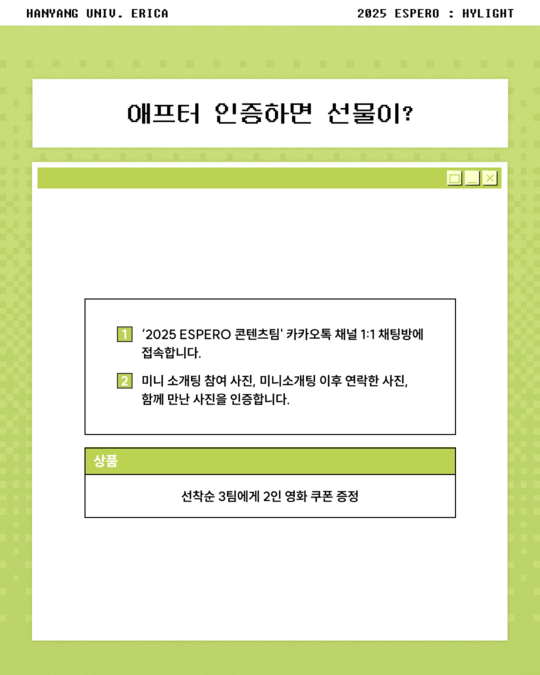 HANYANG UNIV. ERICA
2025 ESPERO : HYLIGHT
애프터 인증하면 선물이?
1 '2025 ESPERO 콘텐츠팀' 카카오톡 채널 1:1 채팅방에
접속합니다.
2 미니 소개팅 참여 사진, 미니소개팅 이후 연락한 사진,
함께 만난 사진을 인증합니다.
상품
선착순 3팀에게 2인 영화 쿠폰 증정